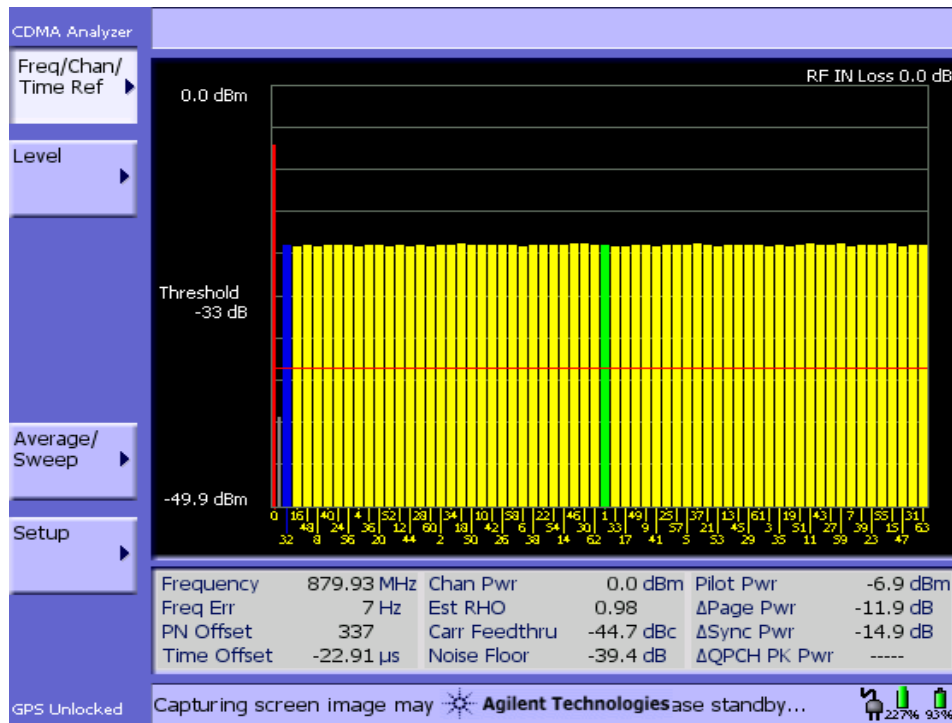 CDMA Analyzer
Freq/Chan/
Time Ref
Level
Average/
Sweep
Setup
GPS Unlocked
RF IN Loss 0.0 dB
0.0 dBm
Threshold
-33 dB
-49.9 dBm
0 16 40 4 52 28 34 10 58 22 46 1 49 25 37 13 61 19 43 7 55 31
48 24 36 12 60 18 42 6 54 30 33 9 57 21 45 3 51 27 39 15 63
32 8 56 20 44 2 50 26 38 14 62 17 41 5 53 29 35 11 59 23 47
Frequency 879.93 MHz Chan Pwr 0.0 dBm Pilot Pwr -6.9 dBm
Freq Err 7 Hz Est RHO 0.98 ΔPage Pwr -11.9 dB
PN Offset 337 Carr Feedthru -44.7 dBc ΔSync Pwr -14.9 dB
Time Offset -22.91 µs Noise Floor -39.4 dB ΔQPCH PK Pwr -----
Capturing screen image may Agilent Technologies ase standby...
227% 93%